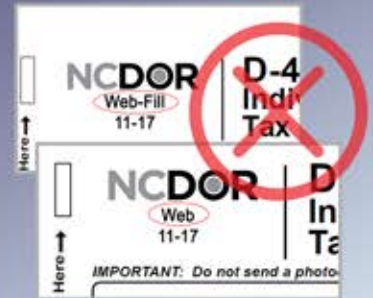 NCDOR
Web-Fill
11-17
D-4
Indiv
Tax
Here
NCDOR
Web
11-17
D
In
Ta
Here
IMPORTANT: Do not send a photo